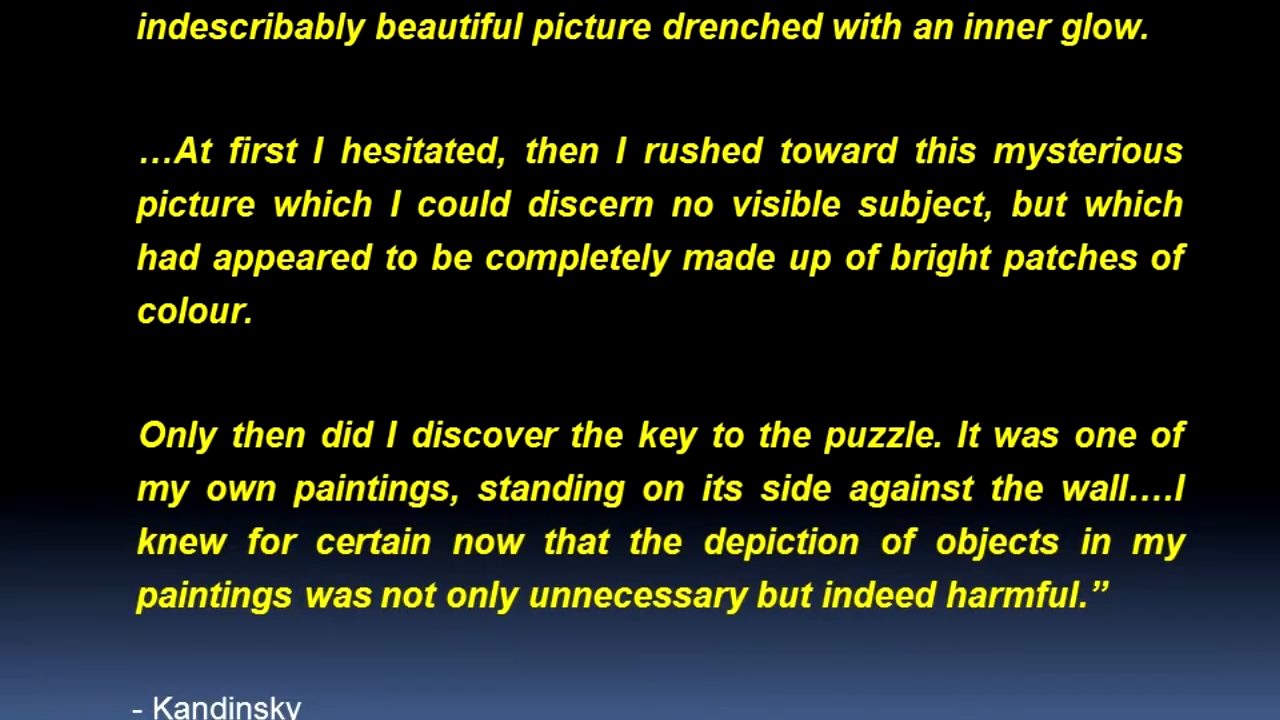 indescribably beautiful picture drenched with an inner glow.
…At first I hesitated, then I rushed toward this mysterious
picture which I could discern no visible subject, but which
had appeared to be completely made up of bright patches of
colour.
Only then did I discover the key to the puzzle. It was one of
my own paintings, standing on its side against the wall….I
knew for certain now that the depiction of objects in my
paintings was not only unnecessary but indeed harmful.”
- Kandinsky